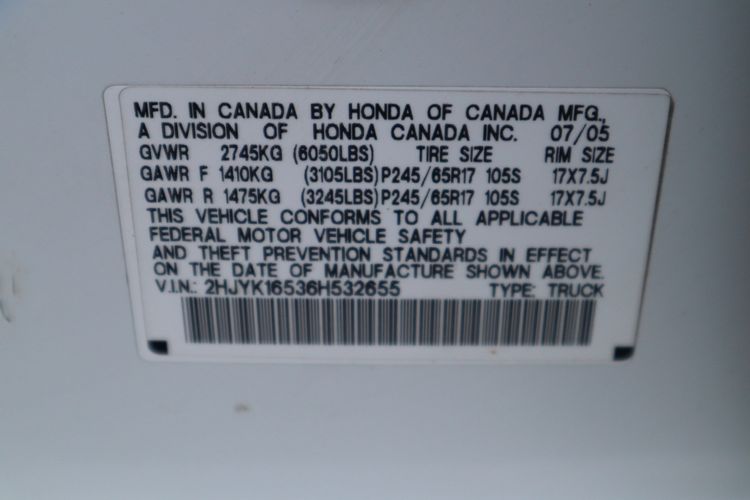 MFD. IN CANADA BY HONDA OF CANADA MFG.,
A DIVISION OF HONDA CANADA INC. 07/05
GVWR 2745KG (6050LBS) TIRE SIZE RIM SIZE
GAWR F 1410KG (3105LBS) P245/65R17 105S 17X7.5J
GAWR R 1475KG (3245LBS) P245/65R17 105S 17X7.5J
THIS VEHICLE CONFORMS TO ALL APPLICABLE
FEDERAL MOTOR VEHICLE SAFETY
AND THEFT PREVENTION STANDARDS IN EFFECT
ON THE DATE OF MANUFACTURE SHOWN ABOVE.
V.I.N.: 2HJYK16536H532655 TYPE: TRUCK